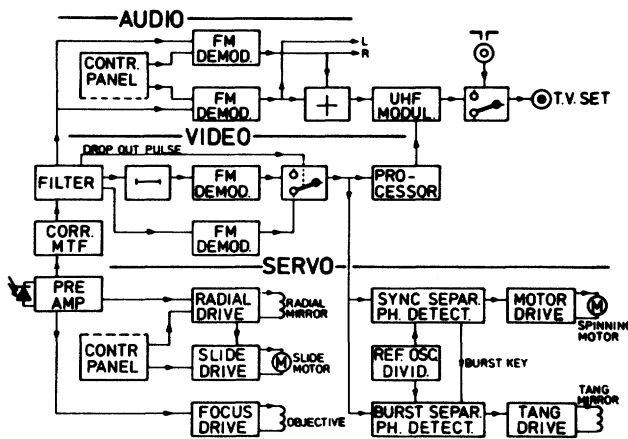 AUDIO
FM
DEMOD.
L
R
CONTR.
PANEL
FM
DEMOD.
+
UHF
MODUL.
T.V. SET
VIDEO
DROP OUT PULSE
FILTER
FM
DEMOD.
PRO-
CESSOR
CORR.
MTF
FM
DEMOD.
SERVO
PRE
AMP
RADIAL
DRIVE
RADIAL
MIRROR
SYNC SEPAR.
PH. DETECT.
MOTOR
DRIVE
M
SPINNING
MOTOR
CONTR
PANEL
SLIDE
DRIVE
M
SLIDE
MOTOR
REF. OSC.
DIVID.
BURST KEY
FOCUS
DRIVE
OBJECTIVE
BURST SEPAR.
PH. DETECT.
TANG
DRIVE
TANG
MIRROR